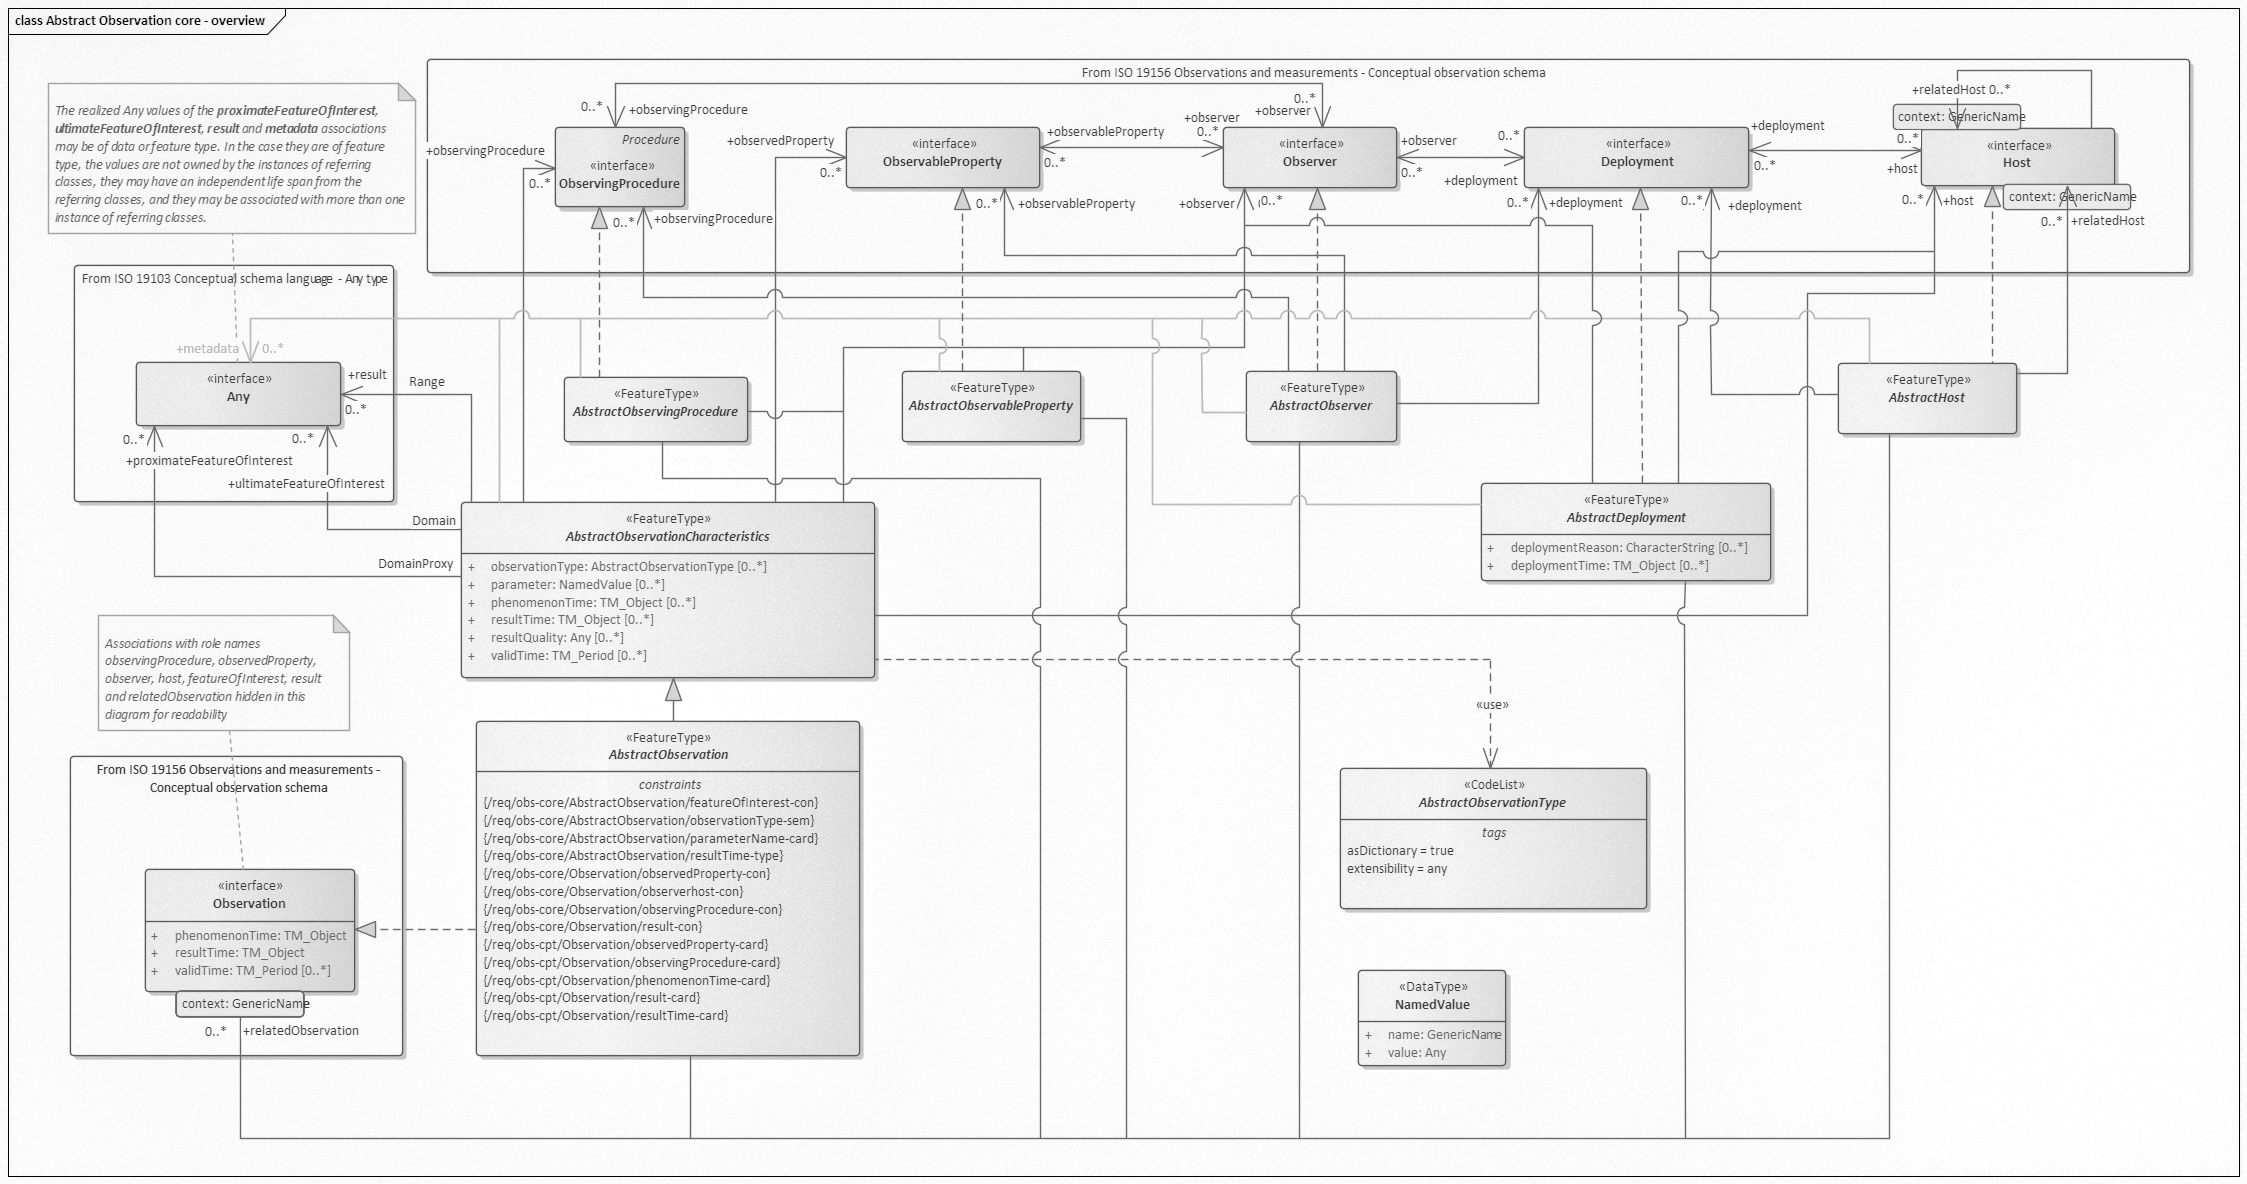 class Abstract Observation core - overview
The realized Any values of the proximateFeatureOfInterest,
ultimateFeatureOfInterest, result and metadata associations
may be of data or feature type. In the case they are of feature
type, the values are not owned by the instances of referring
classes, they may have an independent life span from the
referring classes, and they may be associated with more than one
instance of referring classes.
From ISO 19156 Observations and measurements - Conceptual observation schema
0..*
+observingProcedure
+observingProcedure
0..*
Procedure
«interface»
ObservingProcedure
0..*
+observingProcedure
+observedProperty
0..*
«interface»
ObservableProperty
+observableProperty
0..*
0..*
+observableProperty
0..*
+observer
+observer
0..*
«interface»
Observer
+observer
0..*
+observer
0..*
0..*
+deployment
«interface»
Deployment
+deployment
0..*
0..*
+deployment
0..*
+deployment
+relatedHost 0..*
context: GenericName
0..*
+host
«interface»
Host
context: GenericName
0..*
+host
0..*
+relatedHost
From ISO 19103 Conceptual schema language - Any type
+metadata
0..*
«interface»
Any
+result
0..*
Range
0..*
+proximateFeatureOfInterest
0..*
+ultimateFeatureOfInterest
Domain
DomainProxy
«FeatureType»
AbstractObservingProcedure
«FeatureType»
AbstractObservableProperty
«FeatureType»
AbstractObserver
«FeatureType»
AbstractHost
«FeatureType»
AbstractObservationCharacteristics
+ observationType: AbstractObservationType [0..*]
+ parameter: NamedValue [0..*]
+ phenomenonTime: TM_Object [0..*]
+ resultTime: TM_Object [0..*]
+ resultQuality: Any [0..*]
+ validTime: TM_Period [0..*]
«FeatureType»
AbstractDeployment
+ deploymentReason: CharacterString [0..*]
+ deploymentTime: TM_Object [0..*]
Associations with role names
observingProcedure, observedProperty,
observer, host, featureOfInterest, result
and relatedObservation hidden in this
diagram for readability
From ISO 19156 Observations and measurements -
Conceptual observation schema
«interface»
Observation
+ phenomenonTime: TM_Object
+ resultTime: TM_Object
+ validTime: TM_Period [0..*]
context: GenericName
0..*
+relatedObservation
«FeatureType»
AbstractObservation
constraints
{/req/obs-core/AbstractObservation/featureOfInterest-con}
{/req/obs-core/AbstractObservation/observationType-sem}
{/req/obs-core/AbstractObservation/parameterName-card}
{/req/obs-core/AbstractObservation/resultTime-type}
{/req/obs-core/Observation/observedProperty-con}
{/req/obs-core/Observation/observerhost-con}
{/req/obs-core/Observation/observingProcedure-con}
{/req/obs-core/Observation/result-con}
{/req/obs-cpt/Observation/observedProperty-card}
{/req/obs-cpt/Observation/observingProcedure-card}
{/req/obs-cpt/Observation/phenomenonTime-card}
{/req/obs-cpt/Observation/result-card}
{/req/obs-cpt/Observation/resultTime-card}
«use»
«CodeList»
AbstractObservationType
tags
asDictionary = true
extensibility = any
«DataType»
NamedValue
+ name: GenericName
+ value: Any